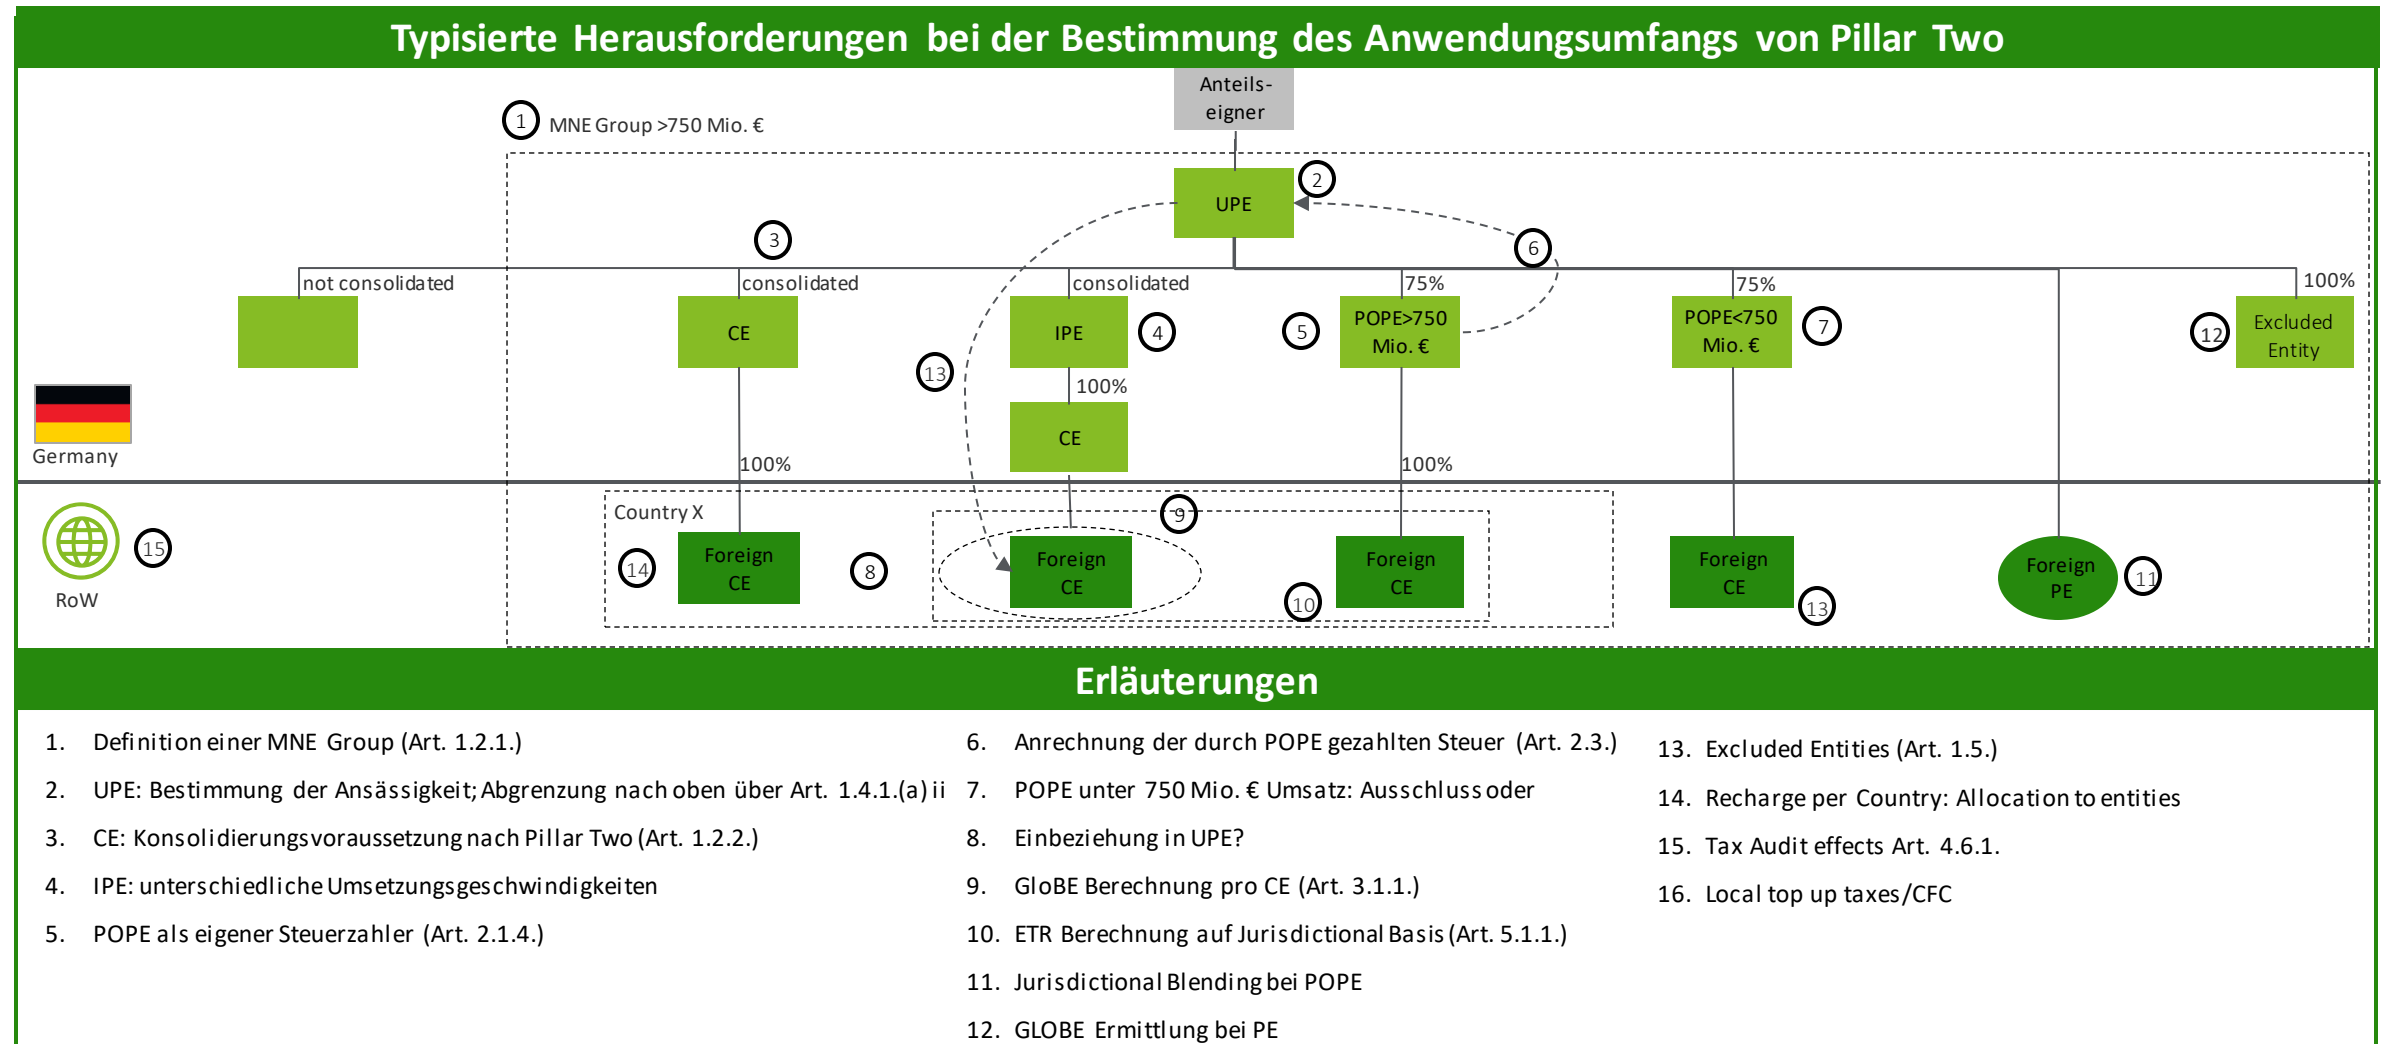 Typisierte Herausforderungen bei der Bestimmung des Anwendungsumfangs von Pillar Two
Anteils-
eigner
1 MNE Group >750 Mio. €
UPE
2
3
6
not consolidated
consolidated
consolidated
75%
75%
100%
CE
IPE
4
5
POPE>750
Mio. €
POPE<750
Mio. €
7
12
Excluded
Entity
13
100%
CE
Germany
100%
100%
Country X
9
15
RoW
14
Foreign
CE
8
Foreign
CE
10
Foreign
CE
Foreign
CE
13
Foreign
PE
11
Erläuterungen
1. Definition einer MNE Group (Art. 1.2.1.)
2. UPE: Bestimmung der Ansässigkeit; Abgrenzung nach oben über Art. 1.4.1.(a) ii
3. CE: Konsolidierungsvoraussetzung nach Pillar Two (Art. 1.2.2.)
4. IPE: unterschiedliche Umsetzungsgeschwindigkeiten
5. POPE als eigener Steuerzahler (Art. 2.1.4.)
6. Anrechnung der durch POPE gezahlten Steuer (Art. 2.3.)
7. POPE unter 750 Mio. € Umsatz: Ausschluss oder
8. Einbeziehung in UPE?
9. GloBE Berechnung pro CE (Art. 3.1.1.)
10. ETR Berechnung auf Jurisdictional Basis (Art. 5.1.1.)
11. Jurisdictional Blending bei POPE
12. GLOBE Ermittlung bei PE
13. Excluded Entities (Art. 1.5.)
14. Recharge per Country: Allocation to entities
15. Tax Audit effects Art. 4.6.1.
16. Local top up taxes/CFC